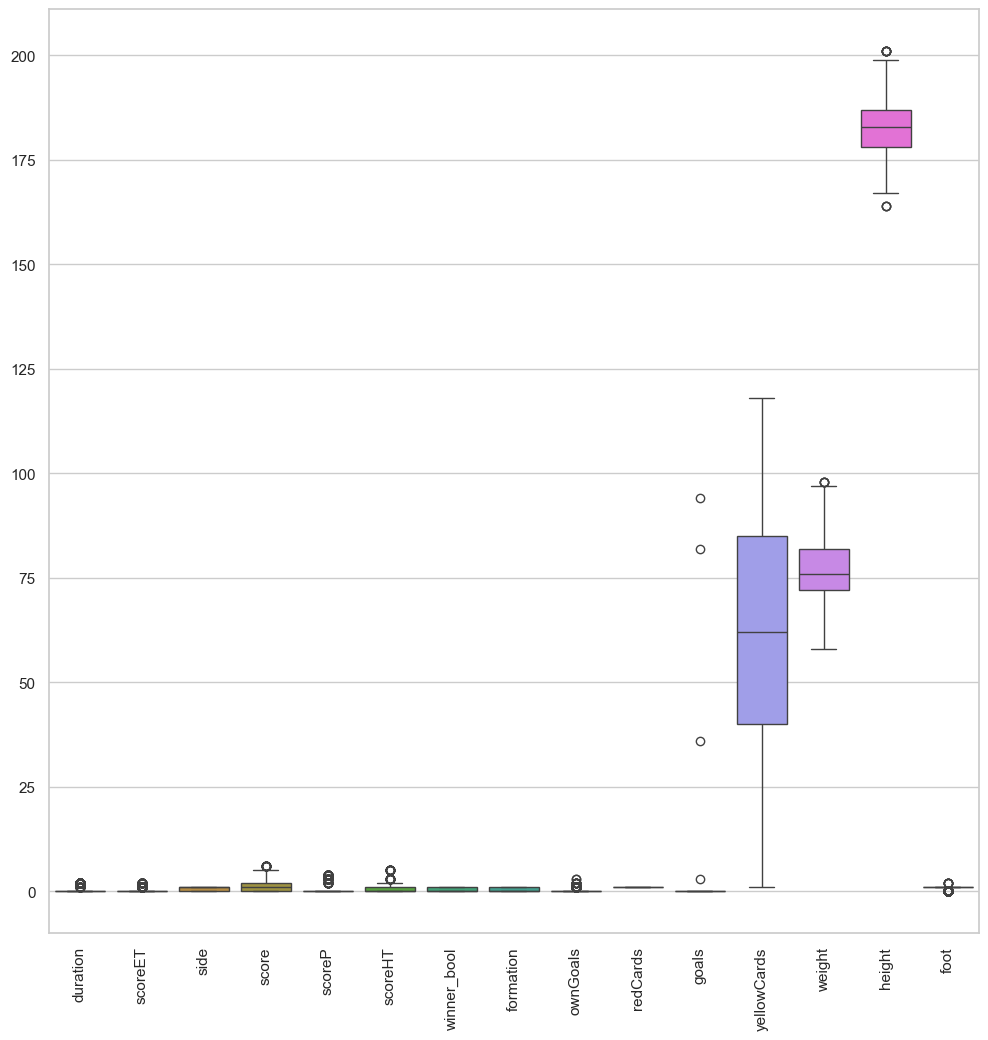 200
175
150
125
100
75
50
25
0
duration
scoreET
side
score
scoreP
scoreHT
winner_bool
formation
ownGoals
redCards
goals
yellowCards
weight
height
foot